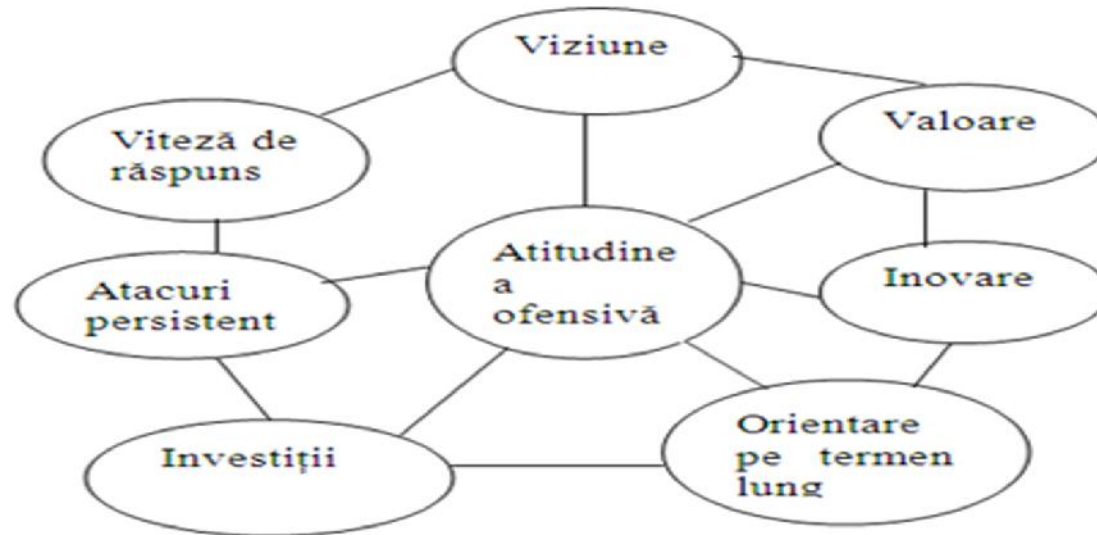 Viziune
Viteză de
răspuns
Valoare
Atitudine
a
ofensivă
Atacuri
persistent
Inovare
Investiții
Orientare
pe termen
lung